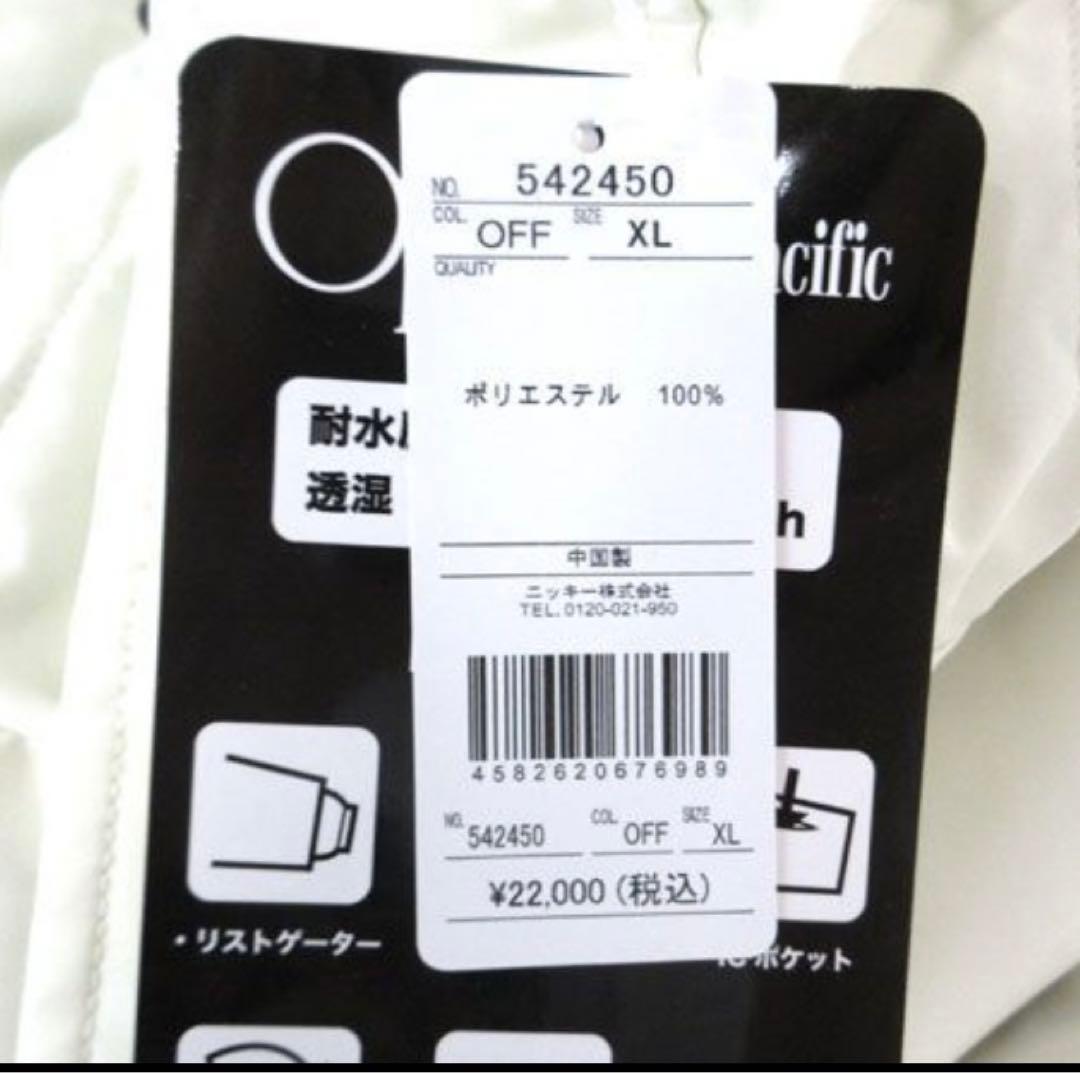 NO. 542450
COL. OFF SIZE XL
QUALITY
cific
ポリエステル 100%
耐水
透湿
h
中国製
ニッキー株式会社
TEL. 0120-021-950
4582620676989
NO. 542450 COL. OFF SIZE XL
¥22,000(税込)
・リストゲーター
ポケット